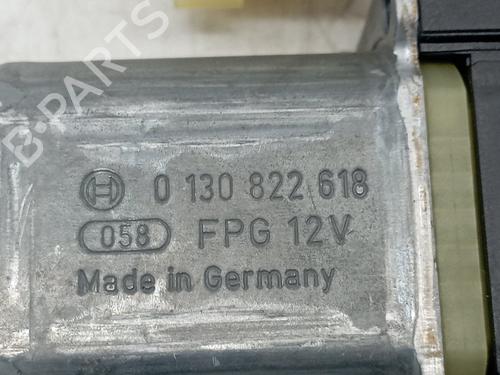 B-PARTS
0 130 822 618
058 FPG 12V
Made in Germany